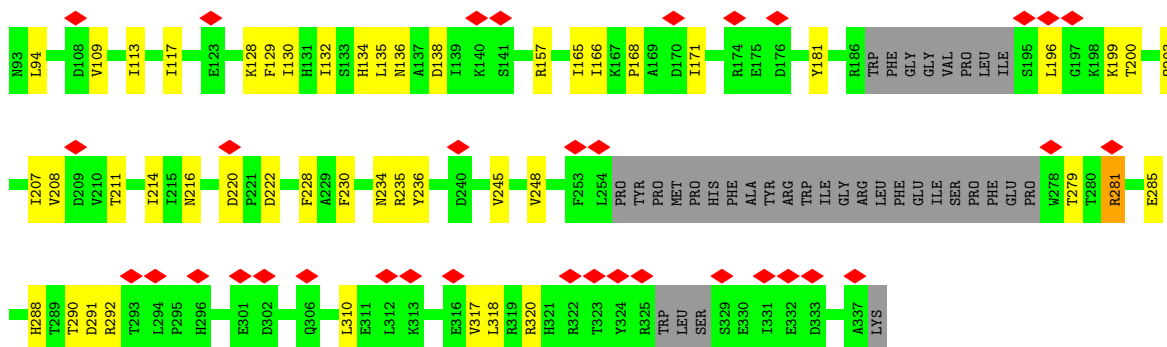 N93 L94 D108 V109 I113 I117 E123 K128 F129 I130 H131 I132 S133 H134 L135 N136 A137 D138 I139 K140 S141 R157 I165 I166 K167 P168 A169 D170 I171 R174 E175 D176 Y181 R186 TRP PHE GLY GLY VAL PRO LEU ILE S195 L196 G197 K198 K199 T200
I207 V208 D209 V210 T211 I214 I215 N216 D220 P221 D222 F228 A229 F230 N234 R235 Y236 D240 V245 V248 F253 L254 PRO TYR PRO MET PRO HIS PHE ALA TYR ARG TRP ILE GLY ARG LEU PHE GLU ILE SER PRO PHE GLU PRO W278 T279 T280 R281 E285
H288 T289 T290 D291 R292 T293 L294 P295 H296 E301 D302 Q306 L310 E311 L312 K313 E316 V317 L318 R319 R320 H321 R322 T323 Y324 R325 TRP LEU SER S329 E330 I331 E332 D333 A337 LYS